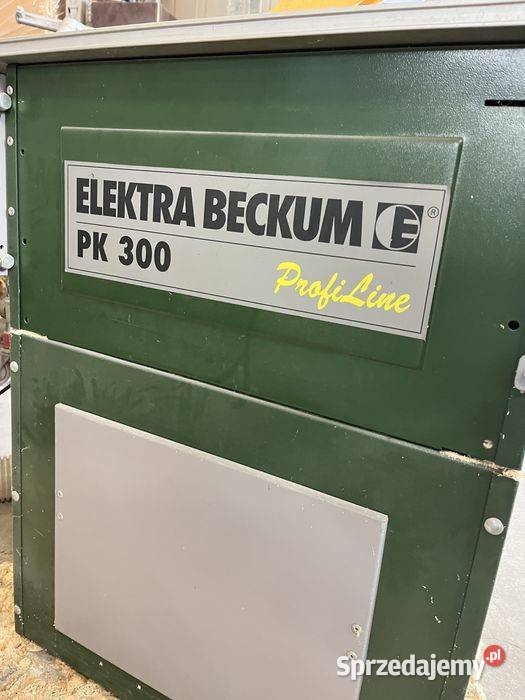 ELEKTRA BECKUM E ®
PK 300
ProfiLine
Sprzedajemy.pl